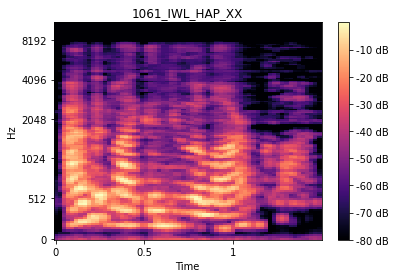 1061_IWL_HAP_XX
8192
4096
2048
1024
512
0
Hz
0
0.5
1
Time
-10 dB
-20 dB
-30 dB
-40 dB
-50 dB
-60 dB
-70 dB
-80 dB